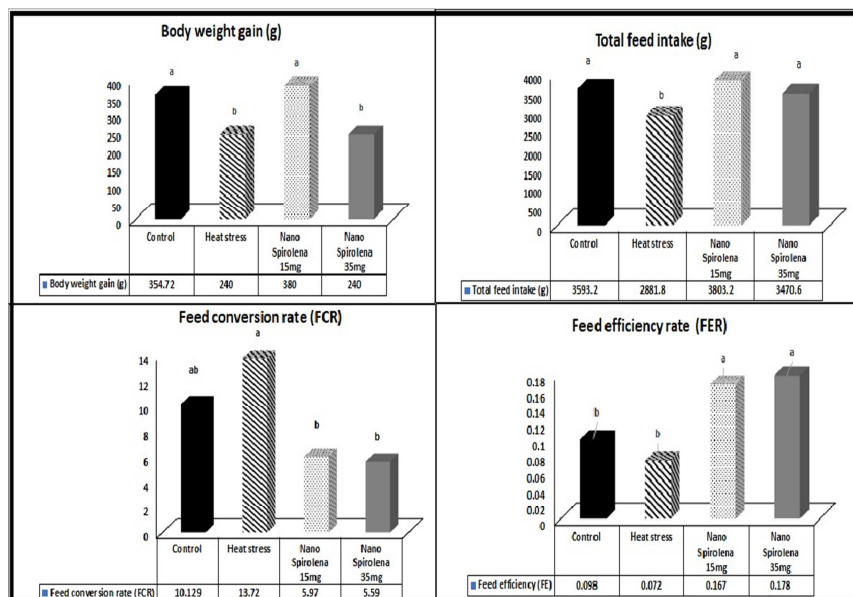 Body weight gain (g)
a
b
a
b
400
350
300
250
200
150
100
50
0
Control
Heat stress
Nano Spirolena 15mg
Nano Spirolena 35mg
Body weight gain (g) 354.72 240 380 240
Total feed intake (g)
a
b
a
a
4000
3500
3000
2500
2000
1500
1000
500
0
Control
Heat stress
Nano Spirolena 15mg
Nano Spirolena 35mg
Total feed intake (g) 3593.2 2881.8 3803.2 3470.6
Feed conversion rate (FCR)
ab
a
b
b
14
12
10
8
6
4
2
0
Control
Heat stress
Nano Spirolena 15mg
Nano Spirolena 35mg
Feed conversion rate (FCR) 10.129 13.72 5.97 5.59
Feed efficiency rate (FER)
b
b
a
a
0.18
0.16
0.14
0.12
0.1
0.08
0.06
0.04
0.02
0
Control
Heat stress
Nano Spirolena 15mg
Nano Spirolena 35mg
Feed efficiency (FE) 0.098 0.072 0.167 0.178